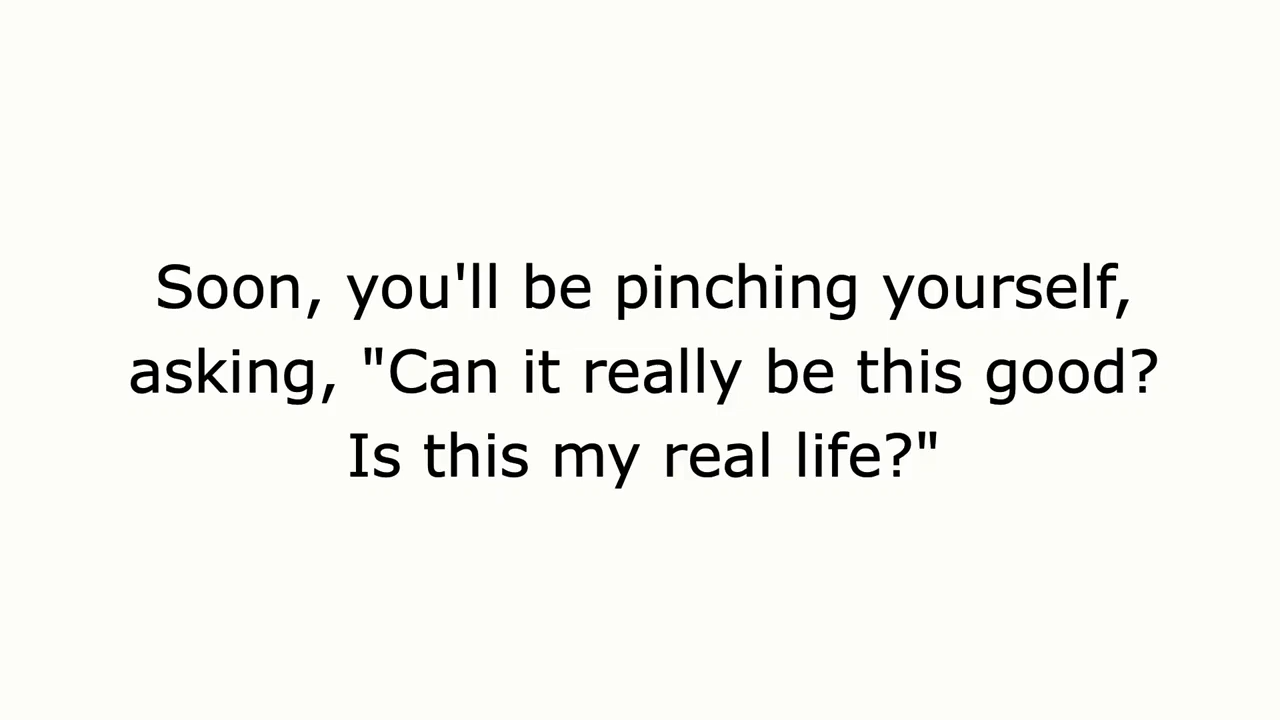 Soon, you'll be pinching yourself,
asking, "Can it really be this good?
Is this my real life?"